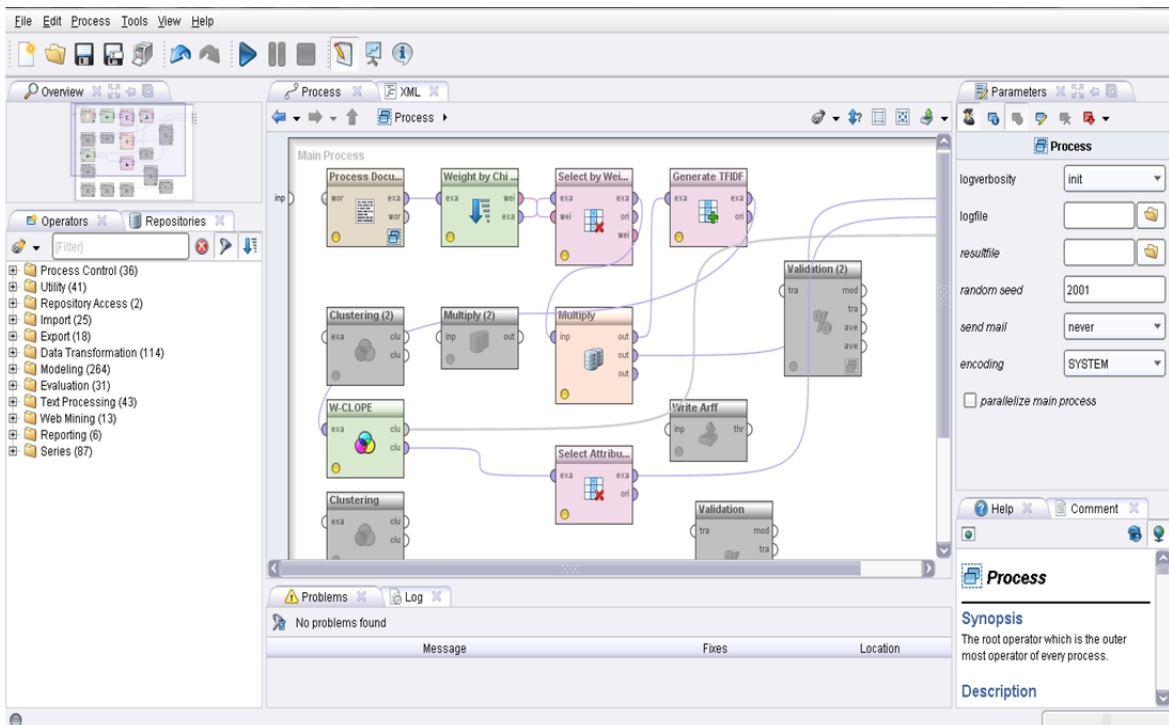 File Edit Process Tools View Help
Overview
Process
XML
Parameters
Process
Process
Main Process
inp
Process Docu...
wor
exa
wor
Weight by Chi ...
exa
wei
exa
Select by Wei...
exa
wei
exa
ori
wei
Generate TFIDF
exa
exa
ori
Validation (2)
tra
mod
tra
ave
ave
Clustering (2)
exa
clu
clu
Multiply (2)
inp
out
Multiply
inp
out
out
out
W-CLOPE
exa
clu
clu
Write Arff
inp
thr
Select Attribu...
exa
exa
ori
Clustering
exa
clu
clu
Validation
tra
mod
tra
Operators
Repositories
[Filter]
Process Control (36)
Utility (41)
Repository Access (2)
Import (25)
Export (18)
Data Transformation (114)
Modeling (264)
Evaluation (31)
Text Processing (43)
Web Mining (13)
Reporting (6)
Series (87)
logverbosity
init
logfile
resultfile
random seed
2001
send mail
never
encoding
SYSTEM
parallelize main process
Problems
Log
No problems found
Message Fixes Location
Help
Comment
Process
Synopsis
The root operator which is the outer
most operator of every process.
Description